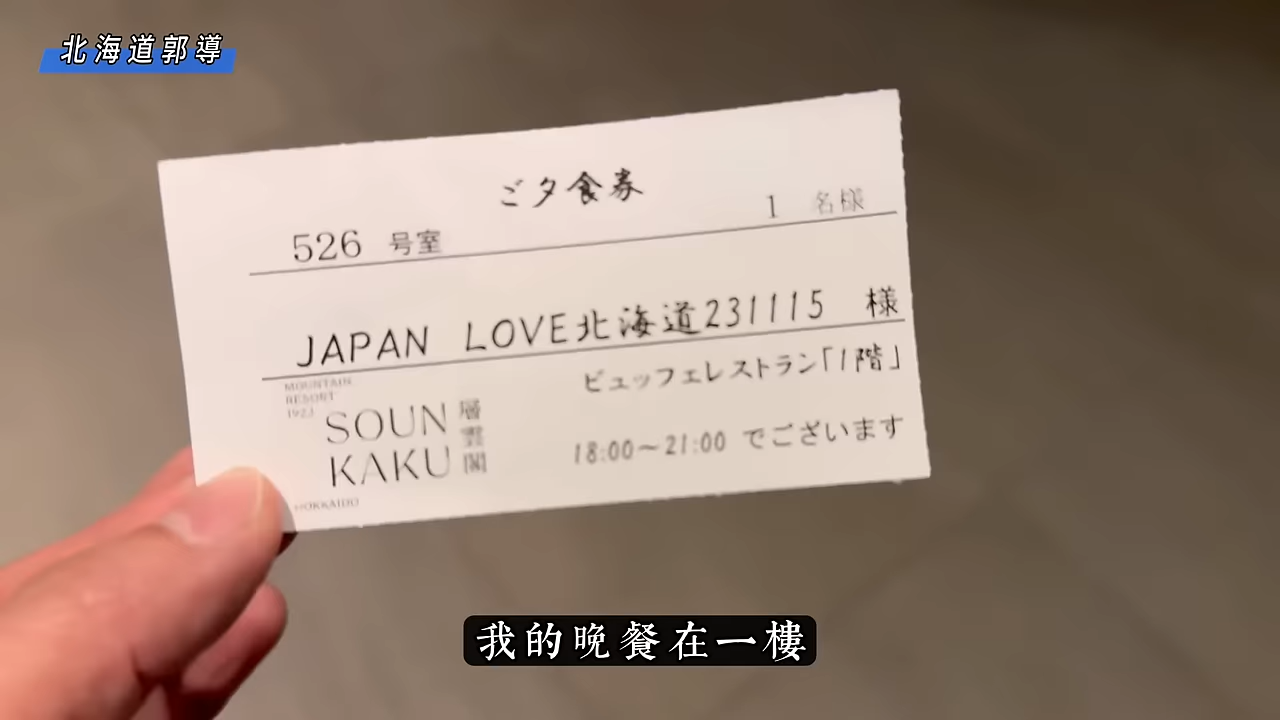 北海道郭導
ご夕食券
526 号室 1 名様
JAPAN LOVE北海道231115 様
MOUNTAIN
RESORT
1923
SOUN
KAKU
層雲閣
HOKKAIDO
ビュッフェレストラン「1階」
18:00～21:00 でございます
我的晚餐在一樓